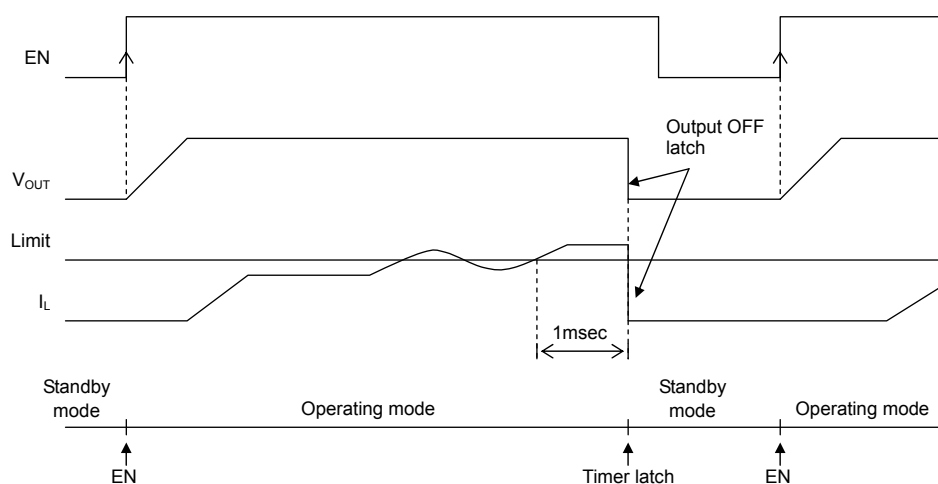 EN
Output OFF
latch
VOUT
Limit
IL
1msec
Standby
mode
Operating mode
Standby
mode
Operating mode
EN
Timer latch
EN